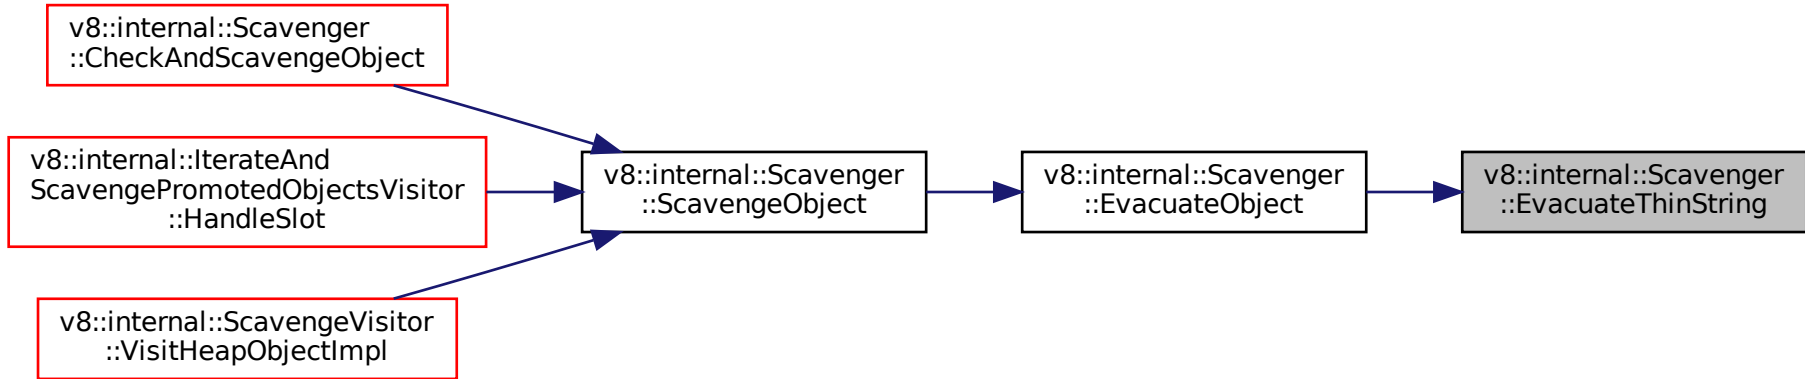 v8::internal::Scavenger
::CheckAndScavengeObject
v8::internal::IterateAnd
ScavengePromotedObjectsVisitor
::HandleSlot
v8::internal::ScavengeVisitor
::VisitHeapObjectImpl
v8::internal::Scavenger
::ScavengeObject
v8::internal::Scavenger
::EvacuateObject
v8::internal::Scavenger
::EvacuateThinString